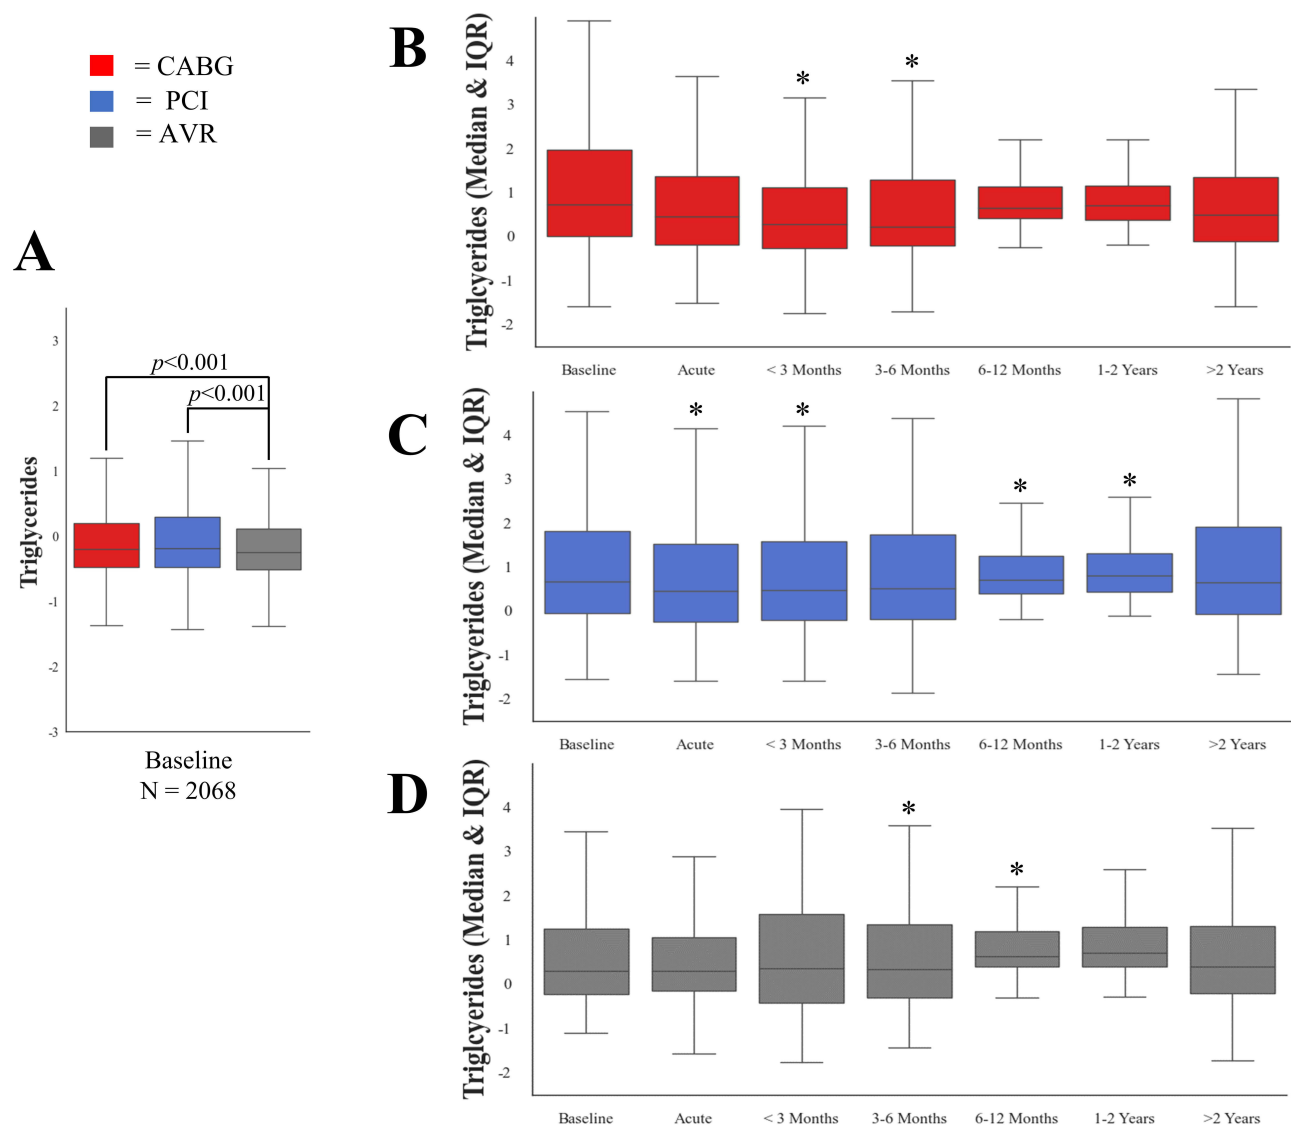 = CABG
= PCI
= AVR
A
Triglycerides
3
2
1
0
-1
-2
-3
p<0.001
p<0.001
Baseline
N = 2068
B
Triglcyerides (Median & IQR)
4
3
2
1
0
-1
-2
*
*
Baseline
Acute
< 3 Months
3-6 Months
6-12 Months
1-2 Years
>2 Years
C
Triglcyerides (Median & IQR)
4
3
2
1
0
-1
-2
*
*
*
*
Baseline
Acute
< 3 Months
3-6 Months
6-12 Months
1-2 Years
>2 Years
D
Triglcyerides (Median & IQR)
4
3
2
1
0
-1
-2
*
*
Baseline
Acute
< 3 Months
3-6 Months
6-12 Months
1-2 Years
>2 Years